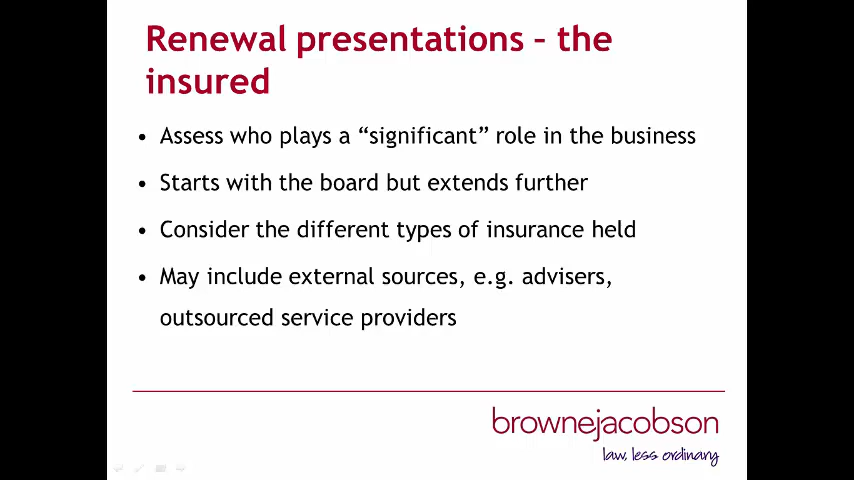 Renewal presentations – the
insured
• Assess who plays a “significant” role in the business
• Starts with the board but extends further
• Consider the different types of insurance held
• May include external sources, e.g. advisers,
outsourced service providers
brownejacobson
law, less ordinary